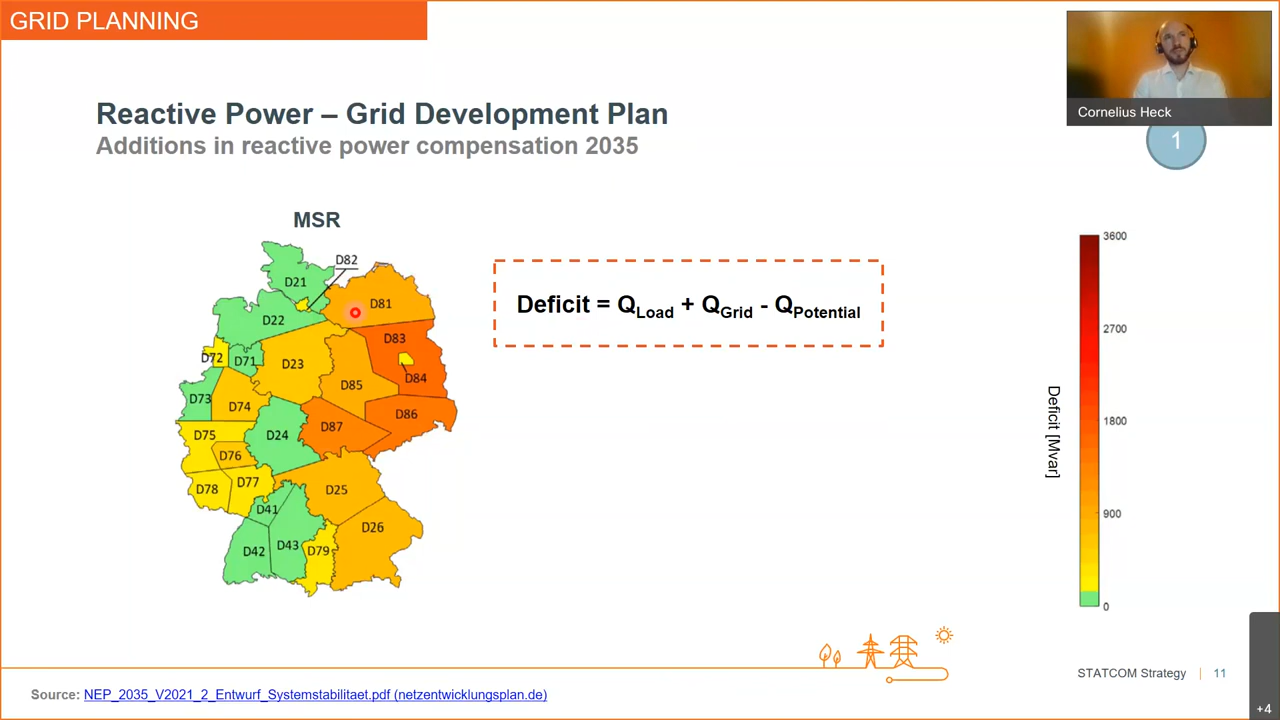 GRID PLANNING
Cornelius Heck
1
Reactive Power – Grid Development Plan
Additions in reactive power compensation 2035
MSR
D82
D21
D81
D22
D83
D72
D71
D23
D84
D85
D73
D74
D86
D87
D75
D24
D76
D77
D78
D25
D41
D26
D42
D43
D79
Deficit = QLoad + QGrid - QPotential
3600
2700
1800
900
0
Deficit [Mvar]
STATCOM Strategy | 11
Source: NEP_2035_V2021_2_Entwurf_Systemstabilitaet.pdf (netzentwicklungsplan.de)
+4